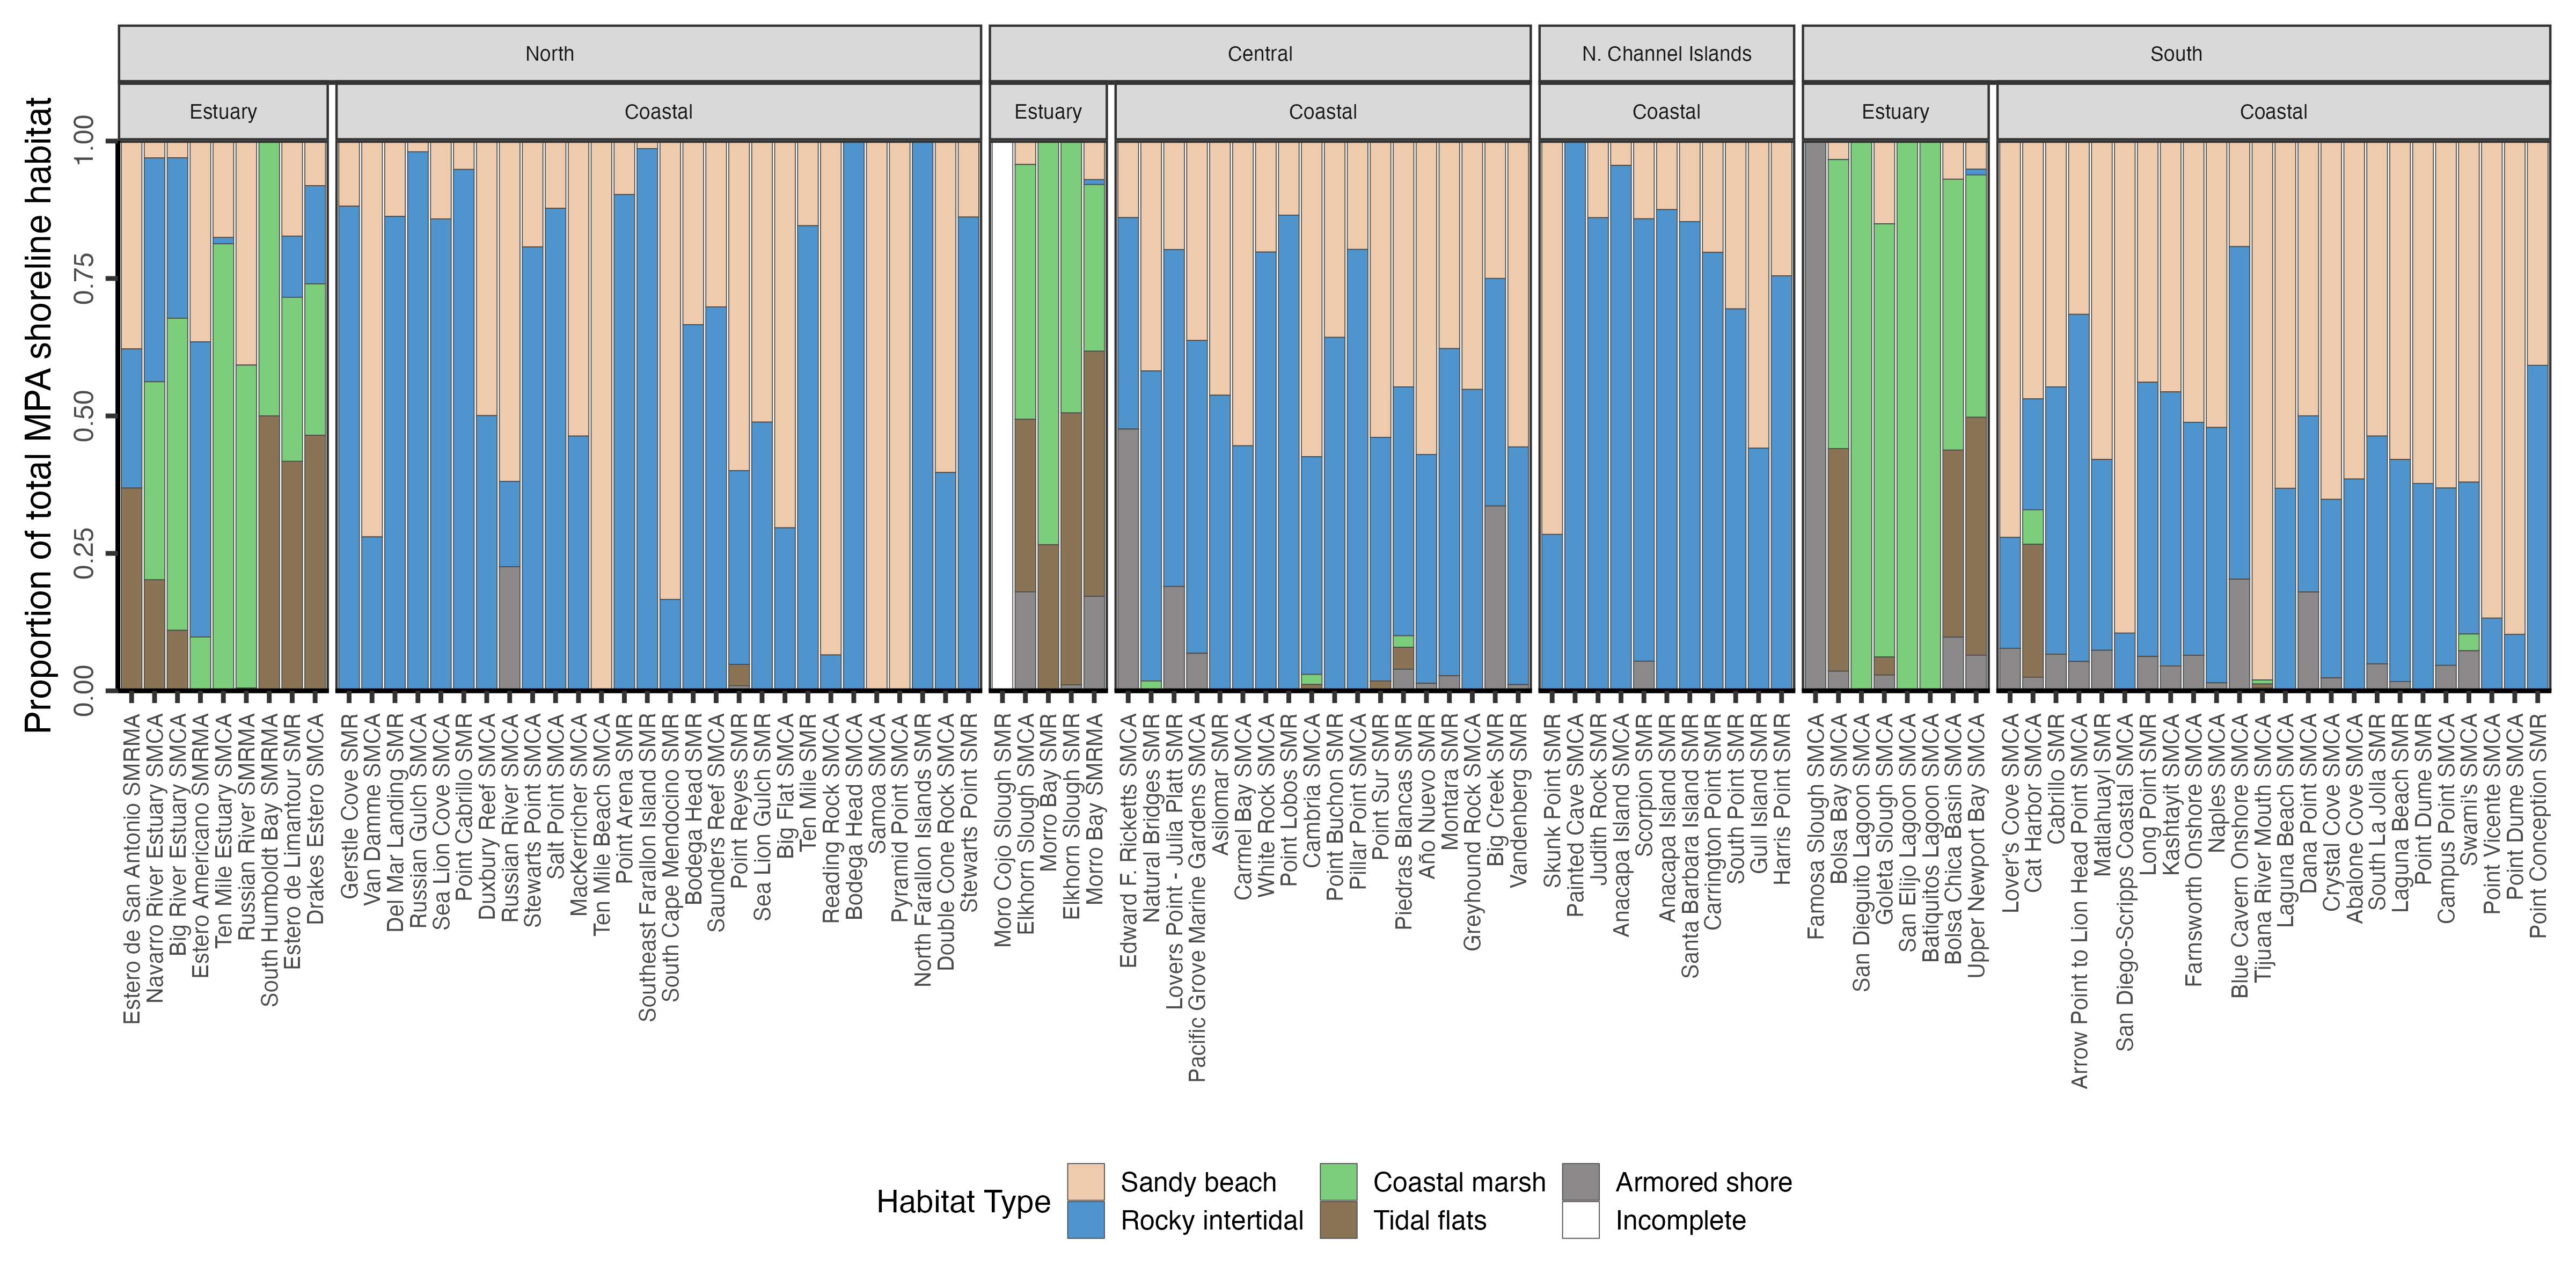 North
Central
N. Channel Islands
South
Estuary
Coastal
Estuary
Coastal
Coastal
Estuary
Coastal
Proportion of total MPA shoreline habitat
1.00
0.75
0.50
0.25
0.00
Estero de San Antonio SMRMA
Navarro River Estuary SMCA
Big River Estuary SMCA
Estero Americano SMRMA
Ten Mile Estuary SMCA
Russian River SMRMA
South Humboldt Bay SMRMA
Estero de Limantour SMR
Drakes Estero SMCA
Gerstle Cove SMR
Van Damme SMCA
Del Mar Landing SMR
Russian Gulch SMCA
Sea Lion Cove SMCA
Point Cabrillo SMR
Duxbury Reef SMCA
Russian River SMCA
Stewarts Point SMCA
Salt Point SMCA
MacKerricher SMCA
Ten Mile Beach SMCA
Point Arena SMR
Southeast Farallon Island SMR
South Cape Mendocino SMR
Bodega Head SMR
Saunders Reef SMCA
Point Reyes SMR
Sea Lion Gulch SMR
Big Flat SMCA
Ten Mile SMR
Reading Rock SMCA
Bodega Head SMCA
Samoa SMCA
Pyramid Point SMCA
North Farallon Islands SMR
Double Cone Rock SMCA
Stewarts Point SMR
Moro Cojo Slough SMR
Elkhorn Slough SMCA
Morro Bay SMR
Elkhorn Slough SMR
Morro Bay SMRMA
Edward F. Ricketts SMCA
Natural Bridges SMR
Lovers Point - Julia Platt SMR
Pacific Grove Marine Gardens SMCA
Asilomar SMR
Carmel Bay SMCA
White Rock SMCA
Point Lobos SMR
Cambria SMCA
Point Buchon SMR
Pillar Point SMCA
Point Sur SMR
Piedras Blancas SMR
Año Nuevo SMR
Montara SMR
Greyhound Rock SMCA
Big Creek SMR
Vandenberg SMR
Skunk Point SMR
Painted Cave SMCA
Judith Rock SMR
Anacapa Island SMCA
Scorpion SMR
Anacapa Island SMR
Santa Barbara Island SMR
Carrington Point SMR
South Point SMR
Gull Island SMR
Harris Point SMR
Famosa Slough SMCA
Bolsa Bay SMCA
San Dieguito Lagoon SMCA
Goleta Slough SMCA
San Elijo Lagoon SMCA
Batiquitos Lagoon SMCA
Bolsa Chica Basin SMCA
Upper Newport Bay SMCA
Lover's Cove SMCA
Cat Harbor SMCA
Cabrillo SMR
Arrow Point to Lion Head Point SMCA
Matlahuayl SMR
San Diego-Scripps Coastal SMCA
Long Point SMR
Kashtayit SMCA
Farnsworth Onshore SMCA
Naples SMCA
Blue Cavern Onshore SMCA
Tijuana River Mouth SMCA
Laguna Beach SMCA
Dana Point SMCA
Crystal Cove SMCA
Abalone Cove SMCA
South La Jolla SMR
Laguna Beach SMR
Point Dume SMR
Campus Point SMCA
Swami's SMCA
Point Vicente SMCA
Point Dume SMCA
Point Conception SMR
Habitat Type
Sandy beach
Coastal marsh
Armored shore
Rocky intertidal
Tidal flats
Incomplete